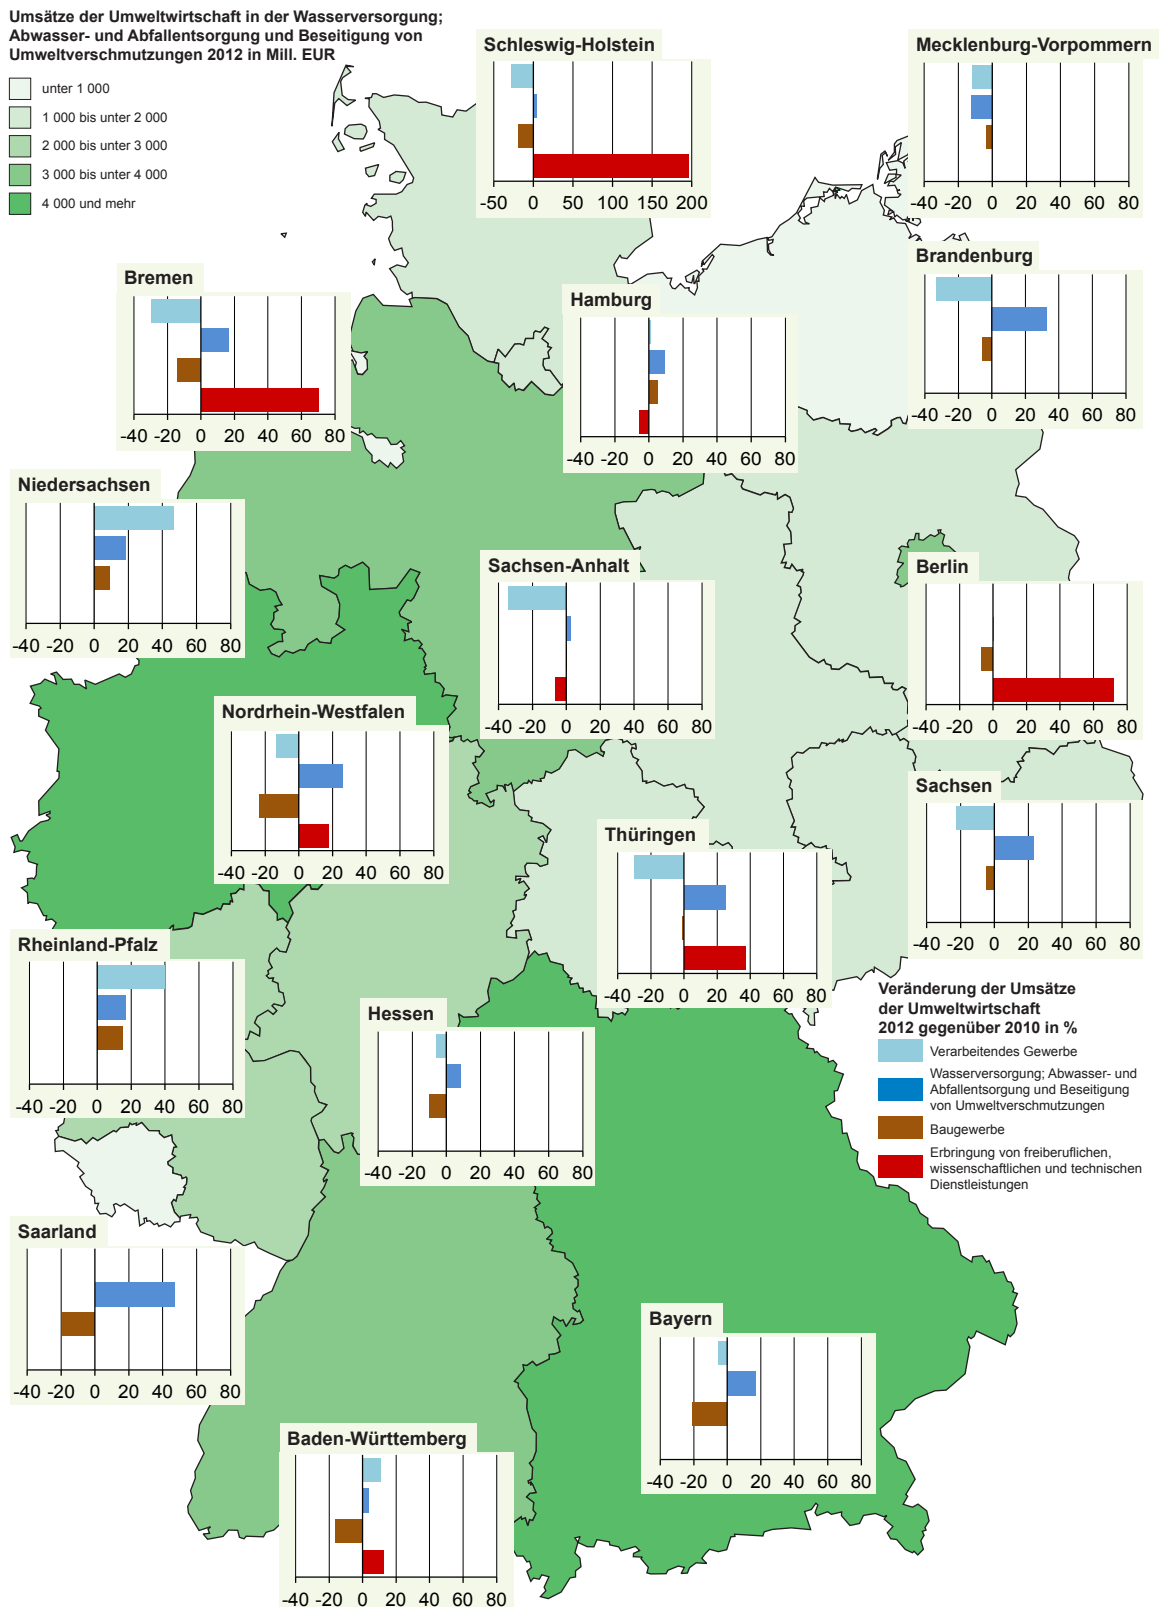 Umsätze der Umweltwirtschaft in der Wasserversorgung;
Abwasser- und Abfallentsorgung und Beseitigung von
Umweltverschmutzungen 2012 in Mill. EUR
unter 1 000
1 000 bis unter 2 000
2 000 bis unter 3 000
3 000 bis unter 4 000
4 000 und mehr
Schleswig-Holstein
-50 0 50 100 150 200
Mecklenburg-Vorpommern
-40 -20 0 20 40 60 80
Bremen
-40 -20 0 20 40 60 80
Hamburg
-40 -20 0 20 40 60 80
Brandenburg
-40 -20 0 20 40 60 80
Niedersachsen
-40 -20 0 20 40 60 80
Sachsen-Anhalt
-40 -20 0 20 40 60 80
Berlin
-40 -20 0 20 40 60 80
Nordrhein-Westfalen
-40 -20 0 20 40 60 80
Thüringen
-40 -20 0 20 40 60 80
Sachsen
-40 -20 0 20 40 60 80
Rheinland-Pfalz
-40 -20 0 20 40 60 80
Hessen
-40 -20 0 20 40 60 80
Veränderung der Umsätze
der Umweltwirtschaft
2012 gegenüber 2010 in %
Verarbeitendes Gewerbe
Wasserversorgung; Abwasser- und
Abfallentsorgung und Beseitigung
von Umweltverschmutzungen
Baugewerbe
Erbringung von freiberuflichen,
wissenschaftlichen und technischen
Dienstleistungen
Saarland
-40 -20 0 20 40 60 80
Bayern
-40 -20 0 20 40 60 80
Baden-Württemberg
-40 -20 0 20 40 60 80